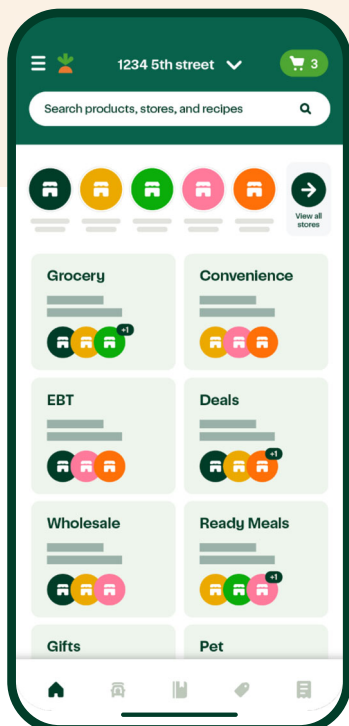 1234 5th street
3
Search products, stores, and recipes
View all
stores
Grocery
Convenience
+1
EBT
Deals
+1
Wholesale
Ready Meals
+1
Gifts
Pet